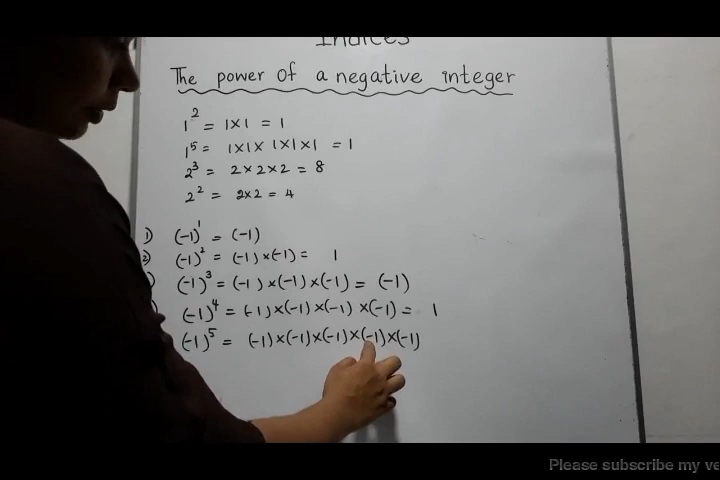 Indices
The power of a negative integer
1² = 1×1 = 1
1⁵ = 1×1×1×1×1 = 1
2³ = 2×2×2 = 8
2² = 2×2 = 4
1) (-1)¹ = (-1)
2) (-1)² = (-1)×(-1) = 1
) (-1)³ = (-1)×(-1)×(-1) = (-1)
) (-1)⁴ = (-1)×(-1)×(-1)×(-1) = 1
(-1)⁵ = (-1)×(-1)×(-1)×(-1)×(-1)
Please subscribe my